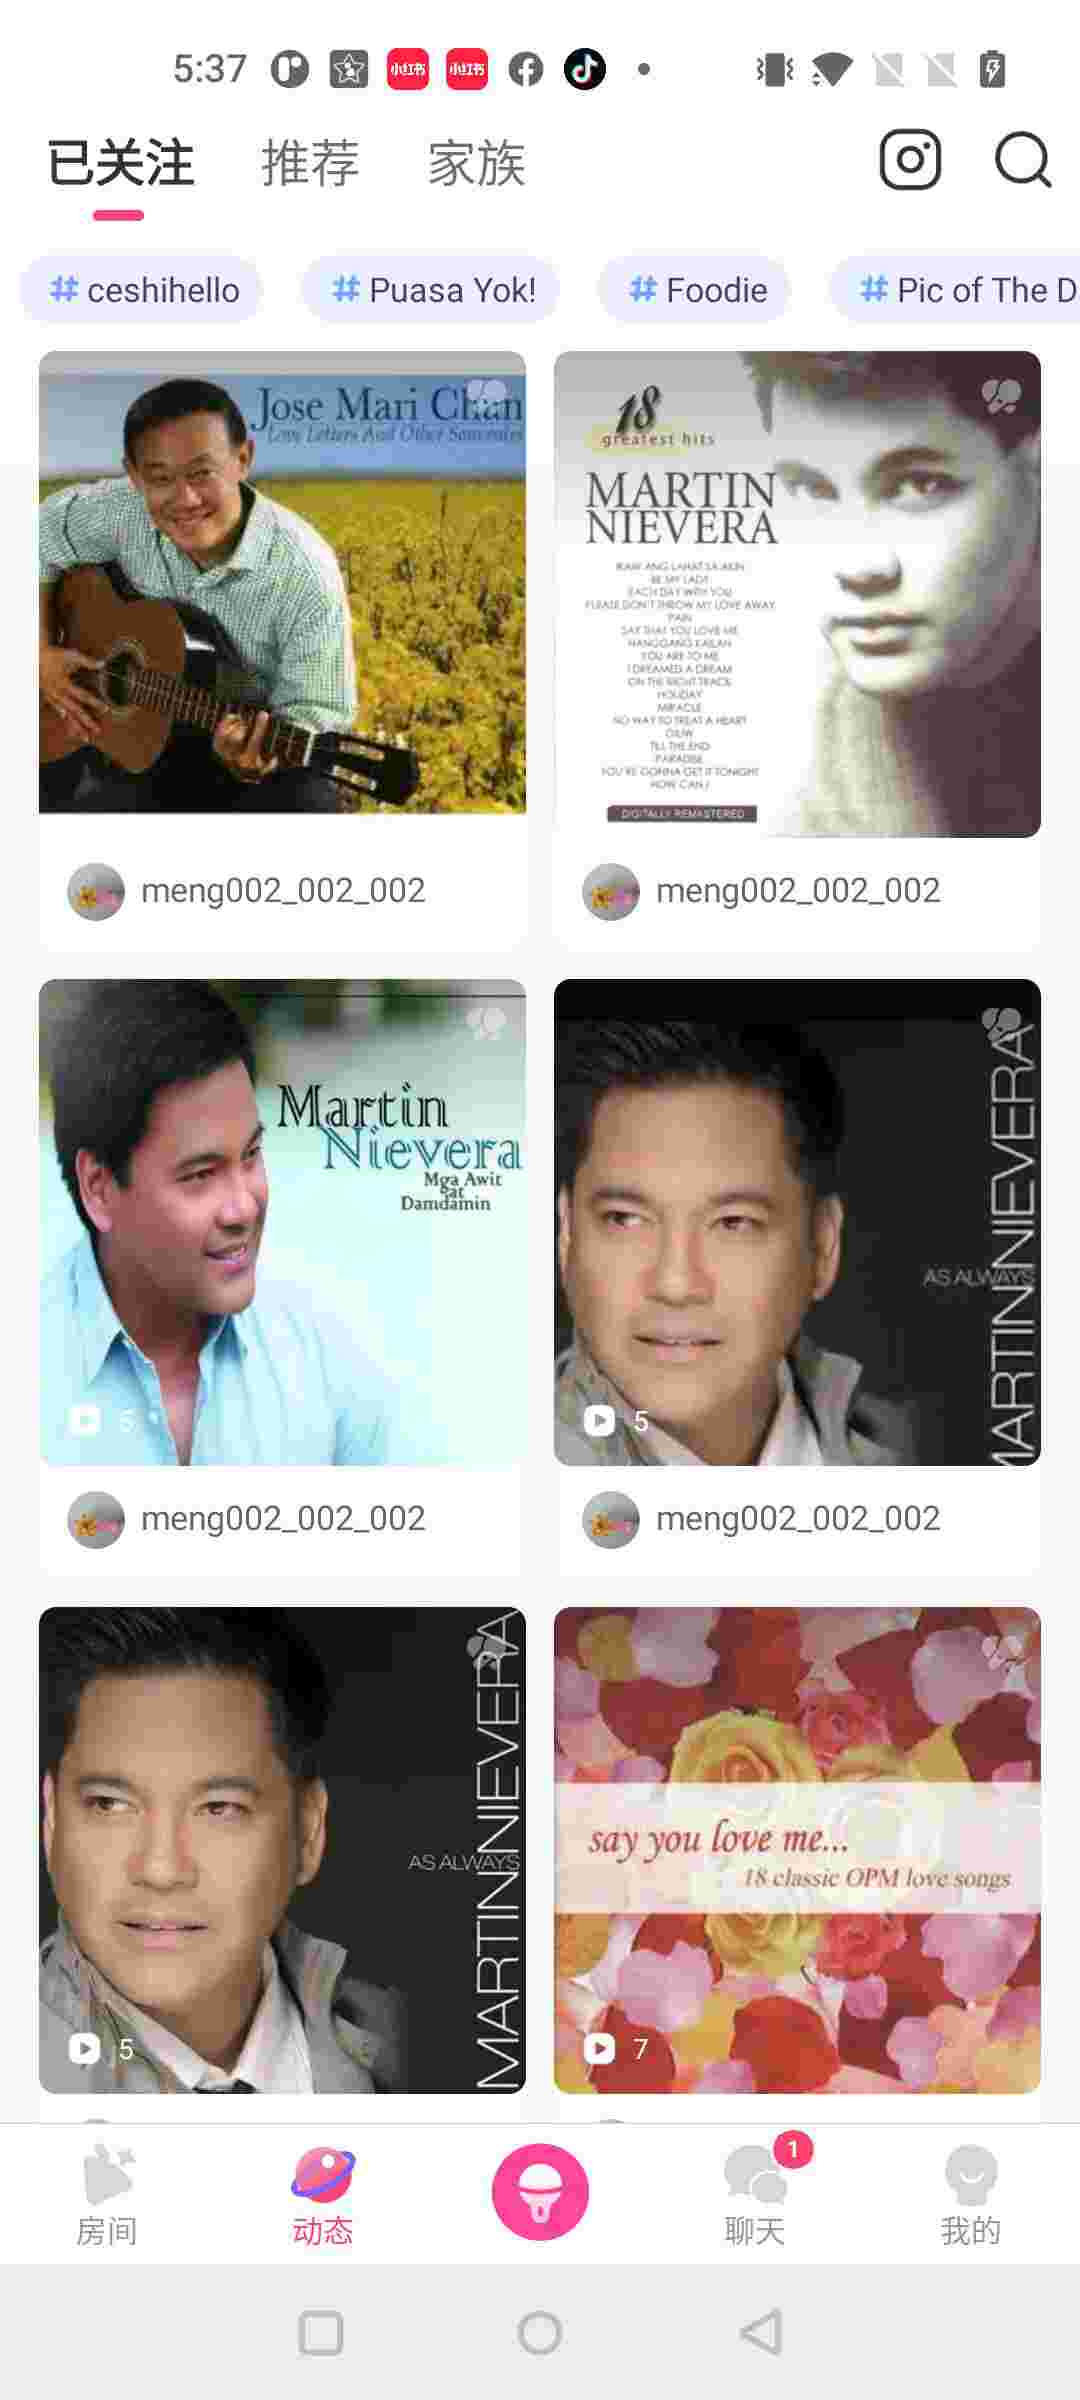 5:37
小红书 小红书
已关注 推荐 家族
# ceshihello # Puasa Yok! # Foodie # Pic of The D
Jose Mari Chan
Love Letters And Other Souvenirs
18
greatest hits
MARTIN
NIEVERA
IKAW ANG LAHAT SA AKIN
BE MY LADY
EACH DAY WITH YOU
PLEASE DON'T THROW MY LOVE AWAY
PAIN
SAY THAT YOU LOVE ME
HANGGANG KAILAN
YOU ARE TO ME
I DREAMED A DREAM
ON THE RIGHT TRACK
HOLIDAY
MIRACLE
NO WAY TO TREAT A HEART
TILL THE END
PARADISE
YOU'RE GONNA GET IT TONIGHT
HOW CAN I
DIGITALLY REMASTERED
meng002_002_002
meng002_002_002
Martin
Nievera
Mga Awit
at
Damdamin
5
MARTINNIEVERA
AS ALWAYS
5
meng002_002_002
meng002_002_002
MARTINNIEVERA
AS ALWAYS
5
say you love me...
18 classic OPM love songs
7
房间
动态
聊天
1
我的